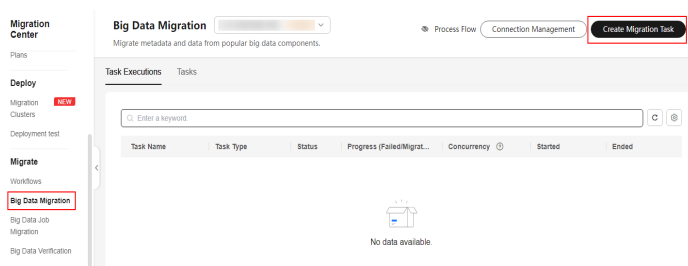 Migration
Center
Plans
Deploy
Migration NEW
Clusters
Deployment test
Migrate
Workflows
Big Data Migration
Big Data Job
Migration
Big Data Verification
Big Data Migration
Process Flow Connection Management Create Migration Task
Migrate metadata and data from popular big data components.
Task Executions Tasks
Enter a keyword.
Task Name Task Type Status Progress (Failed/Migrat... Concurrency Started Ended
No data available.